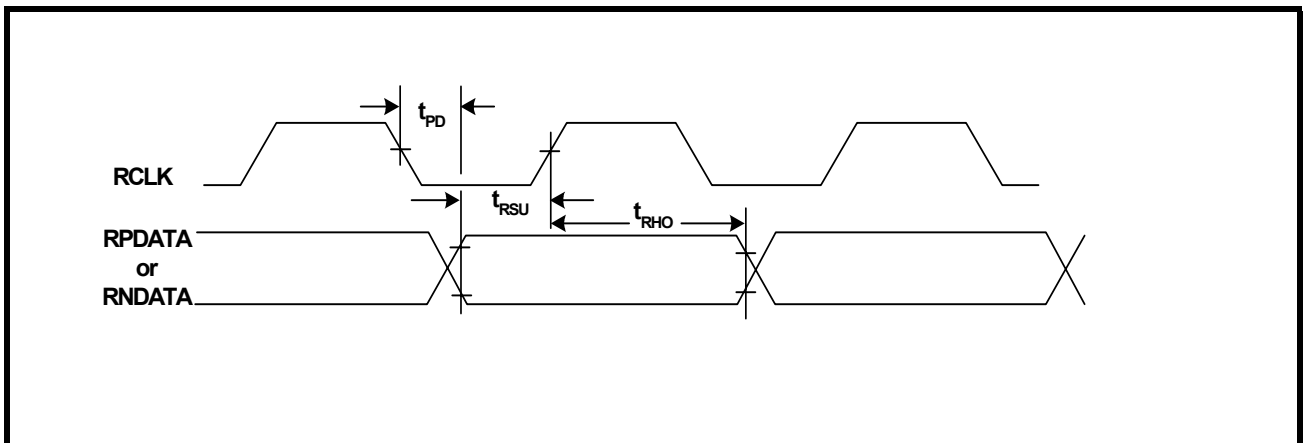 tPD
RCLK
tRSU
tRHO
RPDATA
or
RNDATA